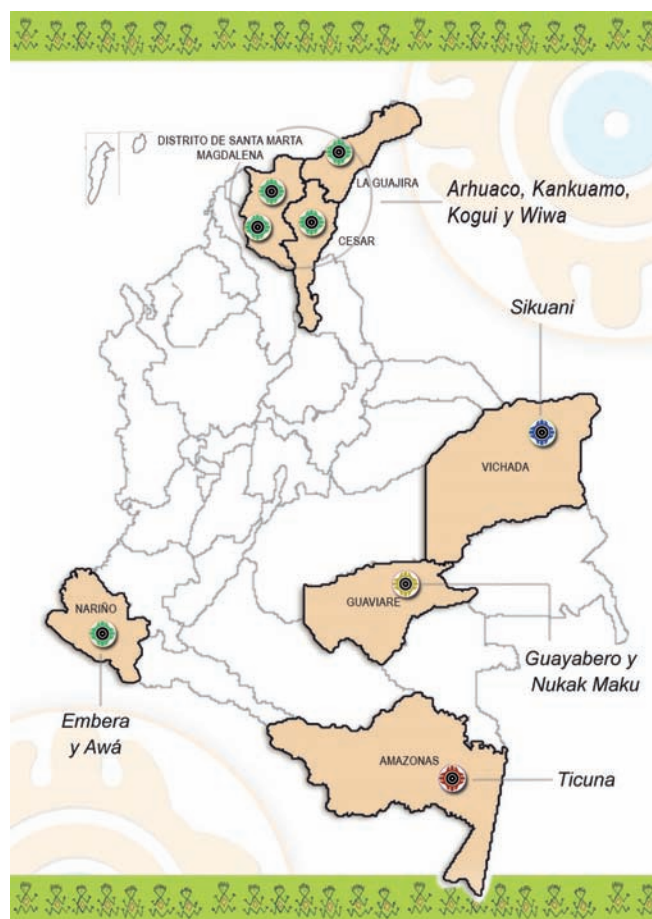 DISTRITO DE SANTA MARTA
MAGDALENA
LA GUAJIRA
Arhuaco, Kankuamo,
Kogui y Wiwa
CESAR
Sikuani
VICHADA
NARIÑO
GUAVIARE
Guayabero y
Nukak Maku
Embera
y Awá
AMAZONAS
Ticuna